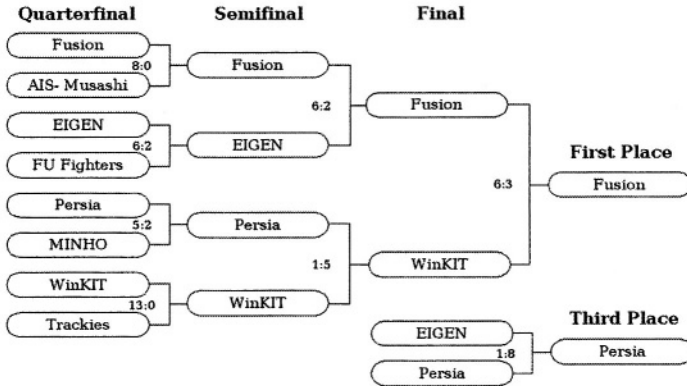 Quarterfinal Semifinal Final
Fusion
8:0
AIS- Musashi
Fusion
EIGEN
6:2
FU Fighters
EIGEN
6:2
Fusion
Persia
5:2
MINHO
Persia
WinKIT
13:0
Trackies
WinKIT
1:5
WinKIT
6:3
First Place
Fusion
EIGEN
1:8
Persia
Third Place
Persia